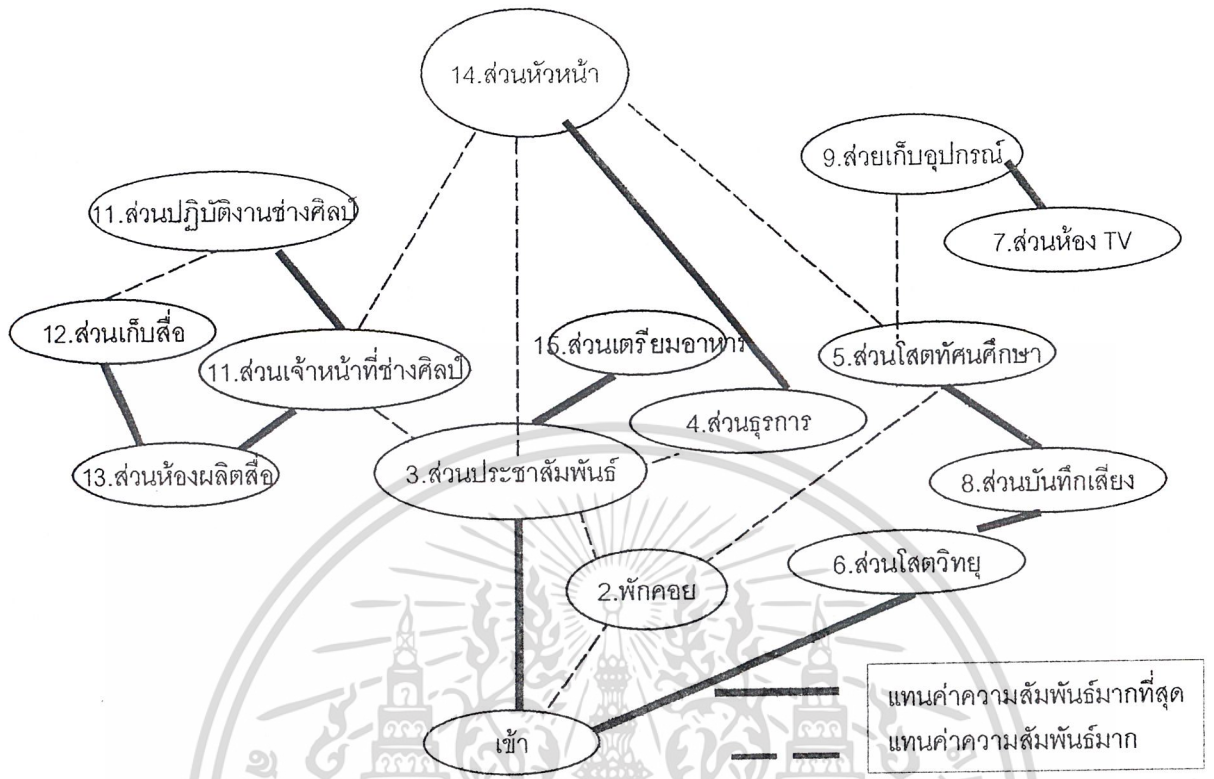 14.ส่วนหัวหน้า
9.ส่วยเก็บอุปกรณ์
11.ส่วนปฏิบัติงานช่างศิลป์
7.ส่วนห้อง TV
12.ส่วนเก็บสื่อ
15.ส่วนเตรียมอาหาร
11.ส่วนเจ้าหน้าที่ช่างศิลป์
5.ส่วนโสตทัศนศึกษา
4.ส่วนธุรการ
13.ส่วนห้องผลิตสื่อ
3.ส่วนประชาสัมพันธ์
8.ส่วนบันทึกเสียง
6.ส่วนโสตวิทยุ
2.พักคอย
เข้า
แทนค่าความสัมพันธ์มากที่สุด
แทนค่าความสัมพันธ์มาก